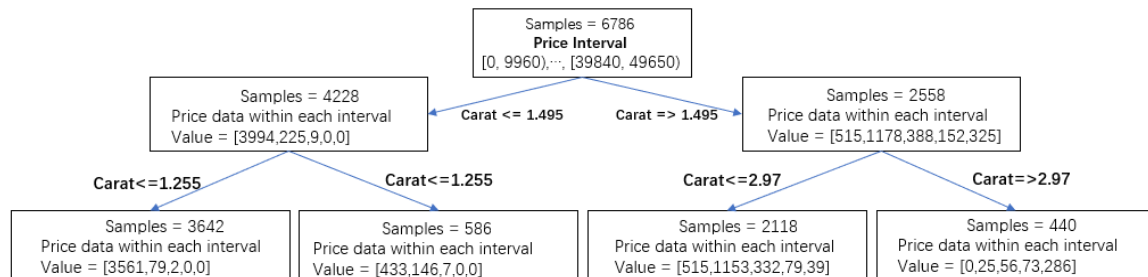 Samples = 6786
Price Interval
[0, 9960),···, [39840, 49650)
Samples = 4228
Price data within each interval
Value = [3994,225,9,0,0]
Carat <= 1.495
Carat => 1.495
Samples = 2558
Price data within each interval
Value = [515,1178,388,152,325]
Carat<=1.255
Carat<=1.255
Carat<=2.97
Carat=>2.97
Samples = 3642
Price data within each interval
Value = [3561,79,2,0,0]
Samples = 586
Price data within each interval
Value = [433,146,7,0,0]
Samples = 2118
Price data within each interval
Value = [515,1153,332,79,39]
Samples = 440
Price data within each interval
Value = [0,25,56,73,286]